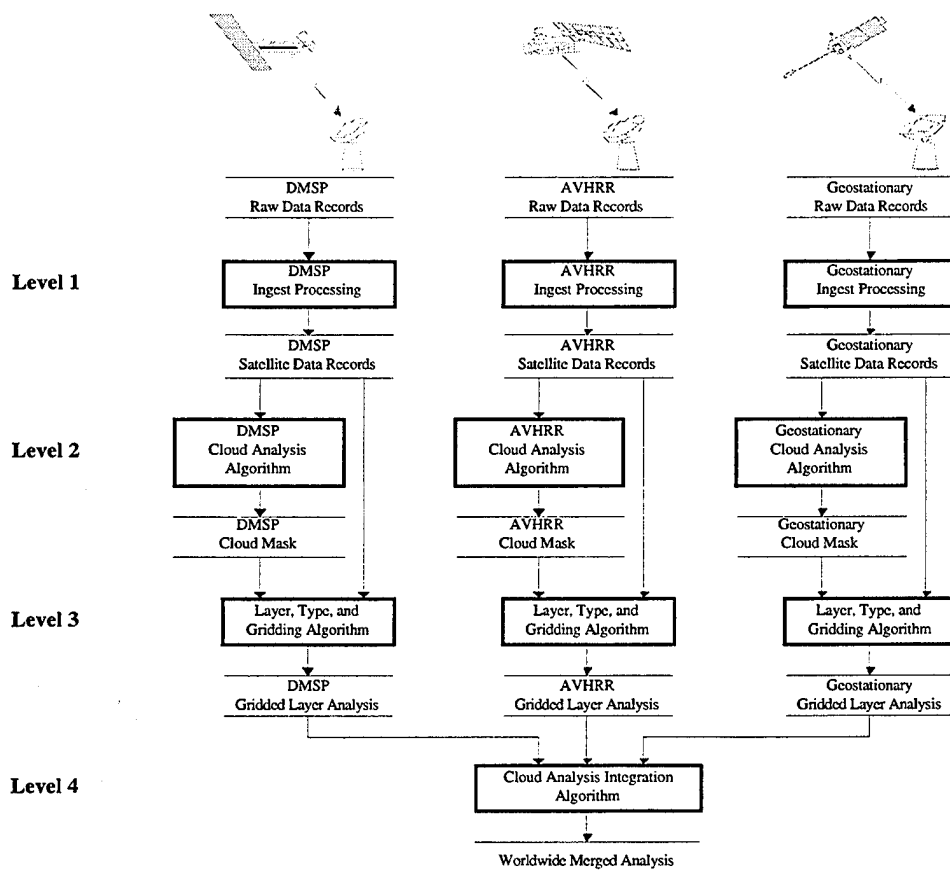 DMSP
Raw Data Records
AVHRR
Raw Data Records
Geostationary
Raw Data Records
Level 1
DMSP
Ingest Processing
AVHRR
Ingest Processing
Geostationary
Ingest Processing
DMSP
Satellite Data Records
AVHRR
Satellite Data Records
Geostationary
Satellite Data Records
Level 2
DMSP
Cloud Analysis
Algorithm
AVHRR
Cloud Analysis
Algorithm
Geostationary
Cloud Analysis
Algorithm
DMSP
Cloud Mask
AVHRR
Cloud Mask
Geostationary
Cloud Mask
Level 3
Layer, Type, and
Gridding Algorithm
Layer, Type, and
Gridding Algorithm
Layer, Type, and
Gridding Algorithm
DMSP
Gridded Layer Analysis
AVHRR
Gridded Layer Analysis
Geostationary
Gridded Layer Analysis
Level 4
Cloud Analysis Integration
Algorithm
Worldwide Merged Analysis